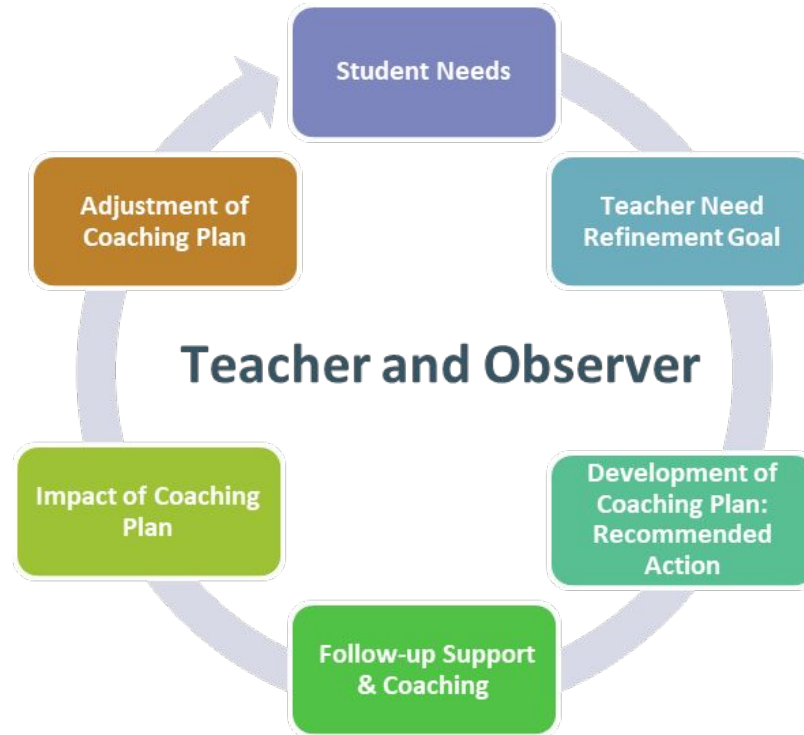 Student Needs
Teacher Need
Refinement Goal
Development of
Coaching Plan:
Recommended
Action
Follow-up Support
& Coaching
Impact of Coaching
Plan
Adjustment of
Coaching Plan
Teacher and Observer